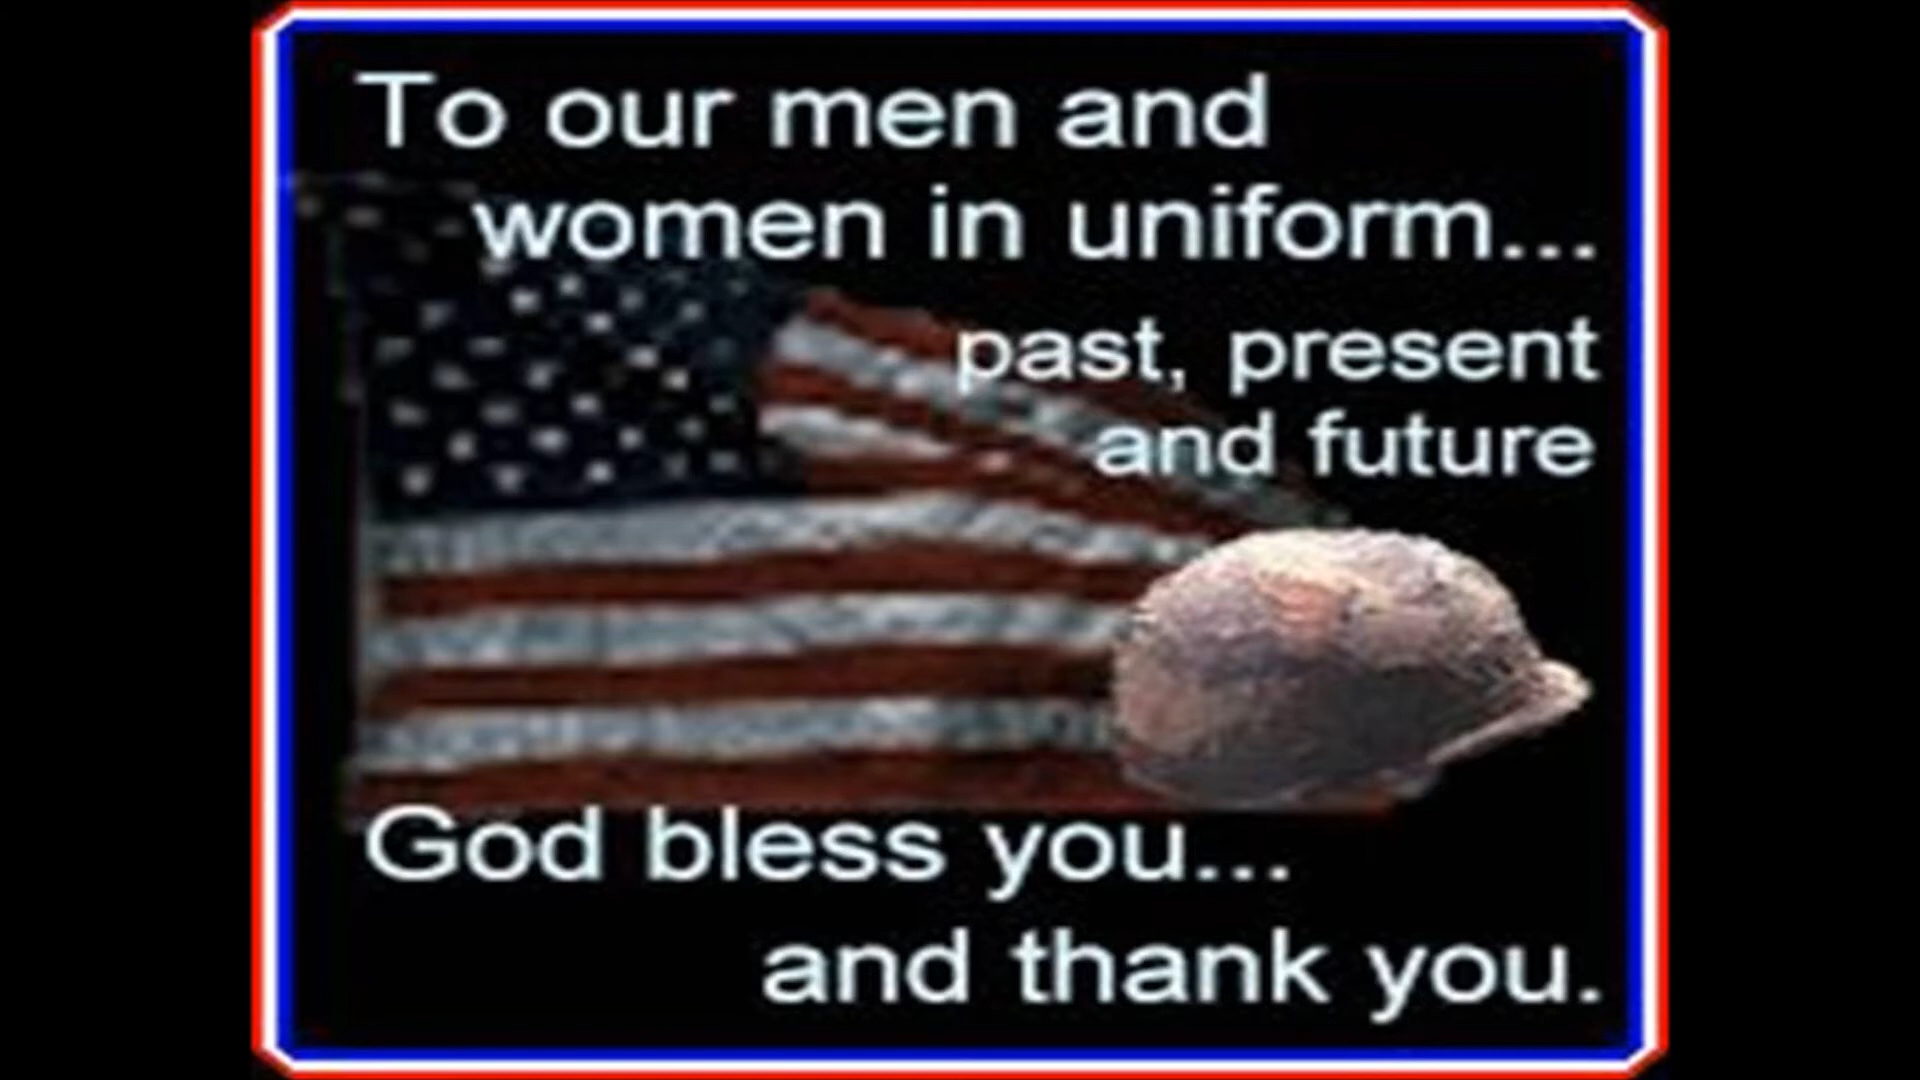 To our men and
women in uniform...
past, present
and future
God bless you...
and thank you.